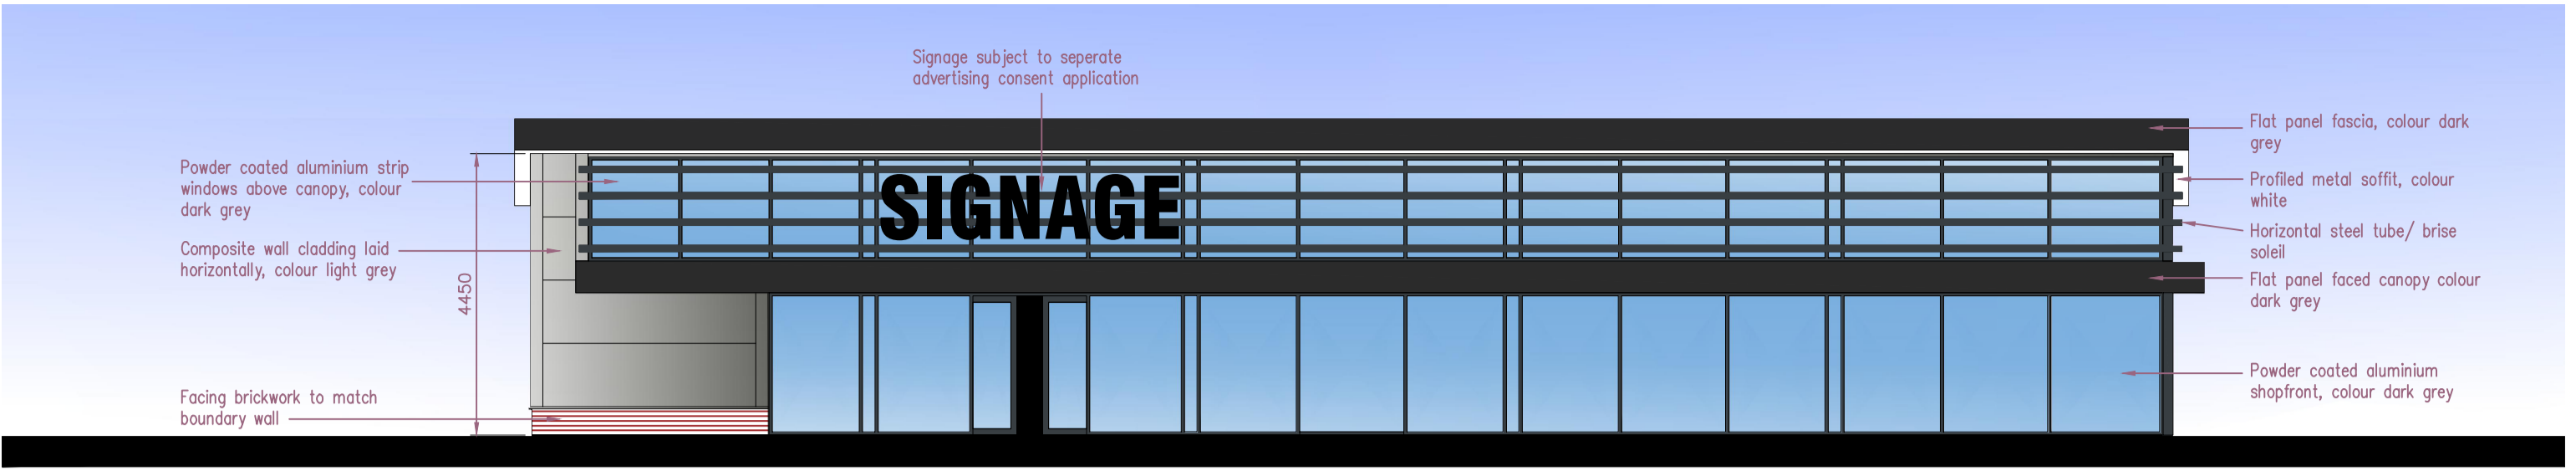 Signage subject to seperate
advertising consent application
Powder coated aluminium strip
windows above canopy, colour
dark grey
Composite wall cladding laid
horizontally, colour light grey
4450
Facing brickwork to match
boundary wall
SIGNAGE
Flat panel fascia, colour dark
grey
Profiled metal soffit, colour
white
Horizontal steel tube/ brise
soleil
Flat panel faced canopy colour
dark grey
Powder coated aluminium
shopfront, colour dark grey